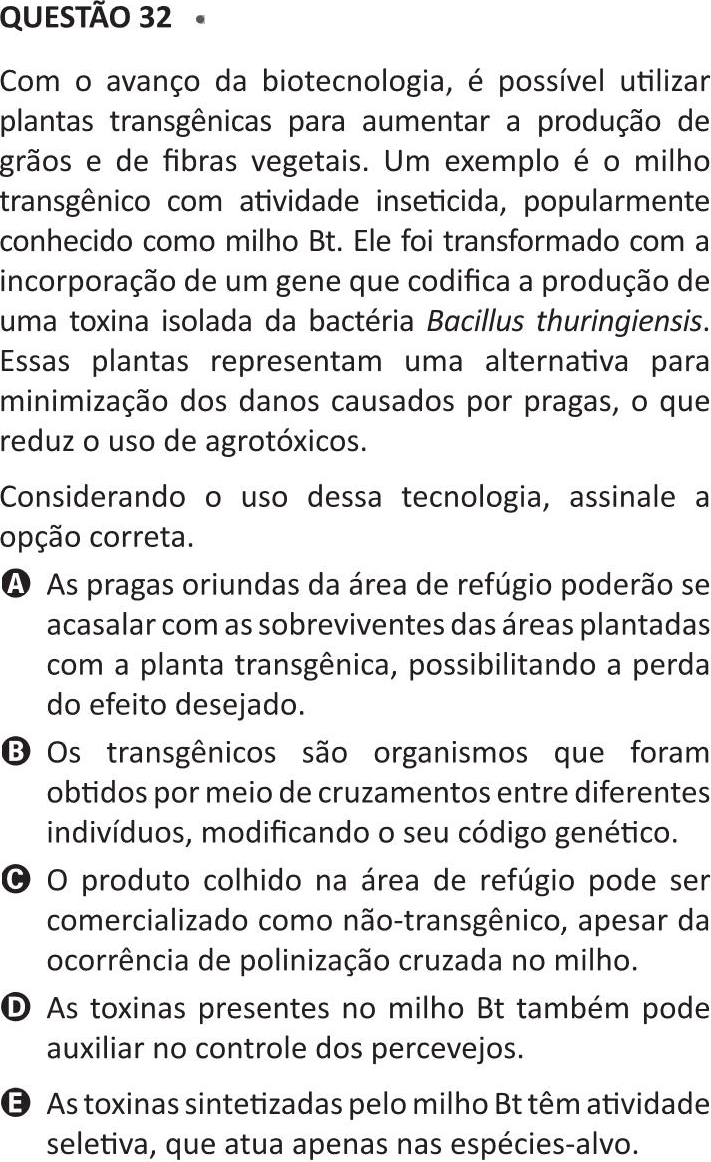 QUESTÃO 32
Com o avanço da biotecnologia, é possível utilizar
plantas transgênicas para aumentar a produção de
grãos e de fibras vegetais. Um exemplo é o milho
transgênico com atividade inseticida, popularmente
conhecido como milho Bt. Ele foi transformado com a
incorporação de um gene que codifica a produção de
uma toxina isolada da bactéria Bacillus thuringiensis.
Essas plantas representam uma alternativa para
minimização dos danos causados por pragas, o que
reduz o uso de agrotóxicos.
Considerando o uso dessa tecnologia, assinale a
opção correta.
A As pragas oriundas da área de refúgio poderão se
acasalar com as sobreviventes das áreas plantadas
com a planta transgênica, possibilitando a perda
do efeito desejado.
B Os transgênicos são organismos que foram
obtidos por meio de cruzamentos entre diferentes
indivíduos, modificando o seu código genético.
C O produto colhido na área de refúgio pode ser
comercializado como não-transgênico, apesar da
ocorrência de polinização cruzada no milho.
D As toxinas presentes no milho Bt também pode
auxiliar no controle dos percevejos.
E As toxinas sintetizadas pelo milho Bt têm atividade
seletiva, que atua apenas nas espécies-alvo.